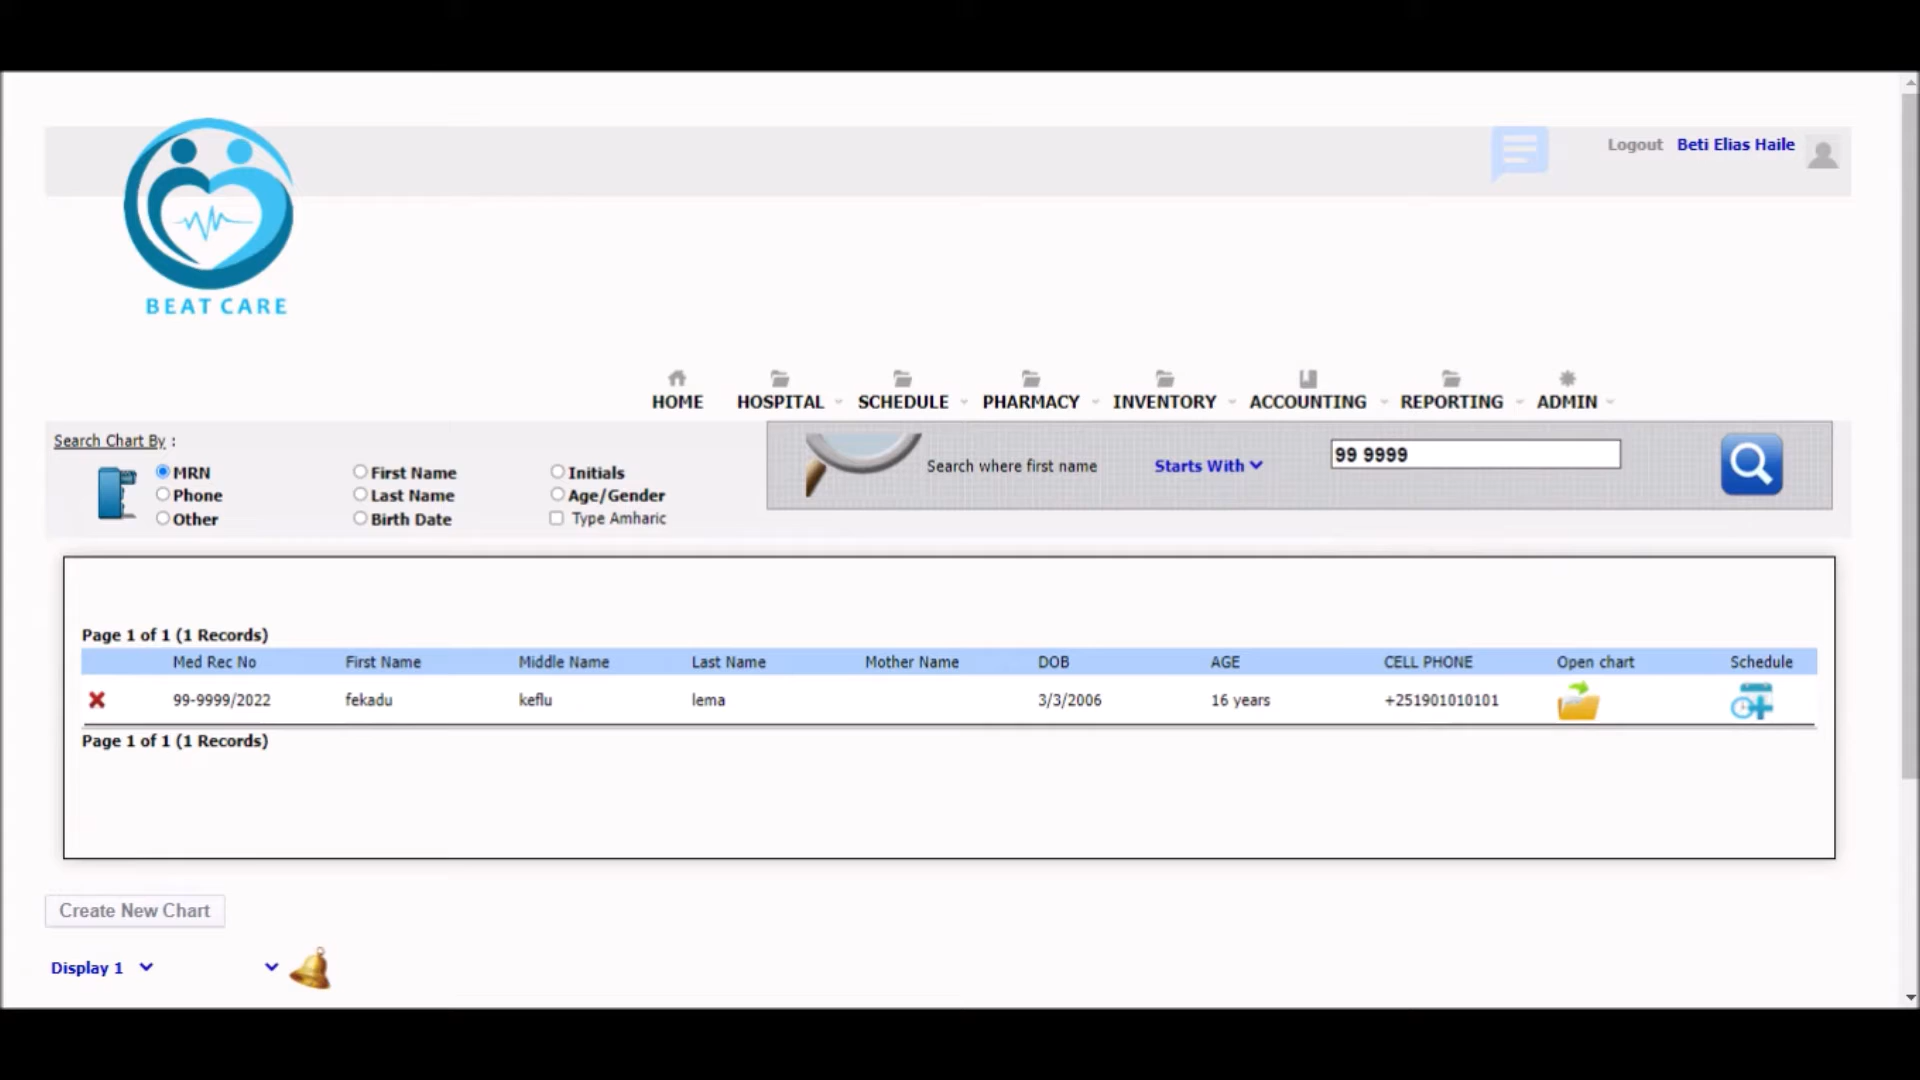 Logout Beti Elias Haile
BEAT CARE
HOME HOSPITAL SCHEDULE PHARMACY INVENTORY ACCOUNTING REPORTING ADMIN
Search Chart By :
MRN First Name Initials
Phone Last Name Age/Gender
Other Birth Date Type Amharic
Search where first name Starts With 99 9999
Page 1 of 1 (1 Records)
Med Rec No First Name Middle Name Last Name Mother Name DOB AGE CELL PHONE Open chart Schedule
99-9999/2022 fekadu keflu lema 3/3/2006 16 years +251901010101
Page 1 of 1 (1 Records)
Create New Chart
Display 1